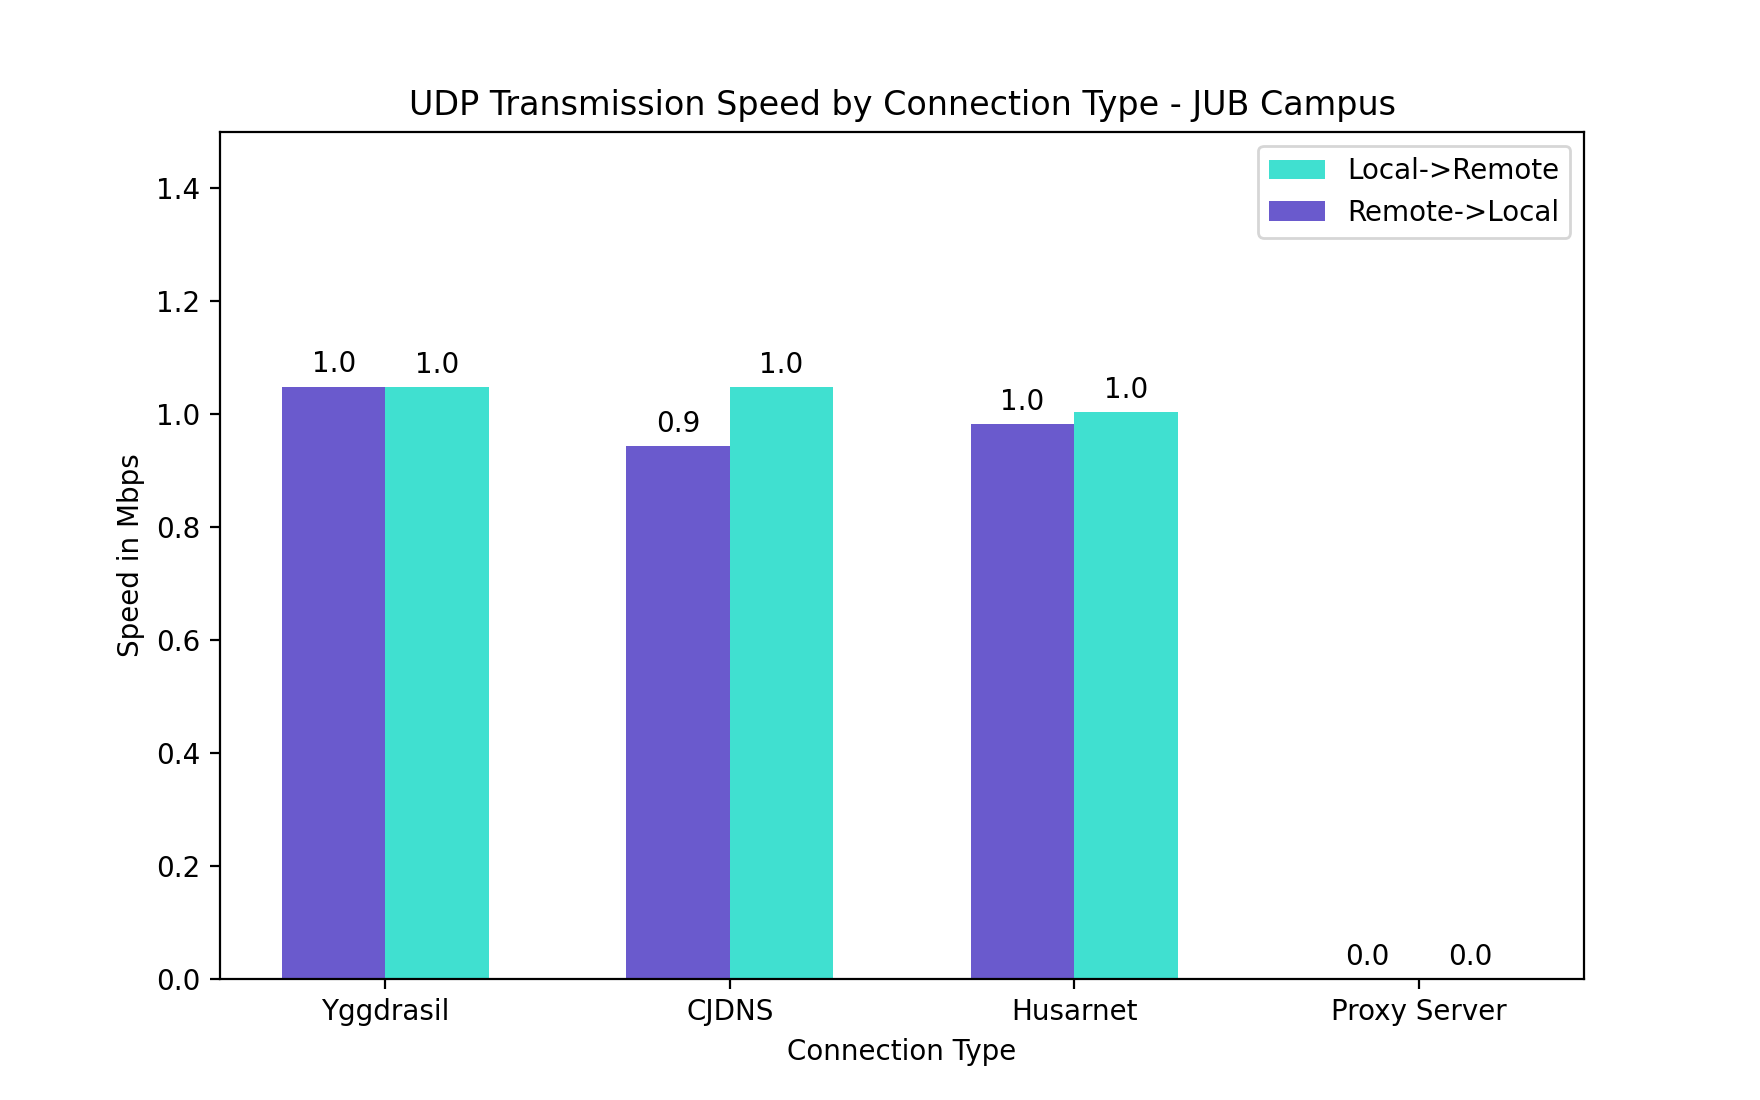 UDP Transmission Speed by Connection Type - JUB Campus
Local->Remote
Remote->Local
1.4
1.2
1.0
0.8
0.6
0.4
0.2
0.0
Speed in Mbps
1.0 1.0
0.9 1.0
1.0 1.0
0.0 0.0
Yggdrasil CJDNS Husarnet Proxy Server
Connection Type